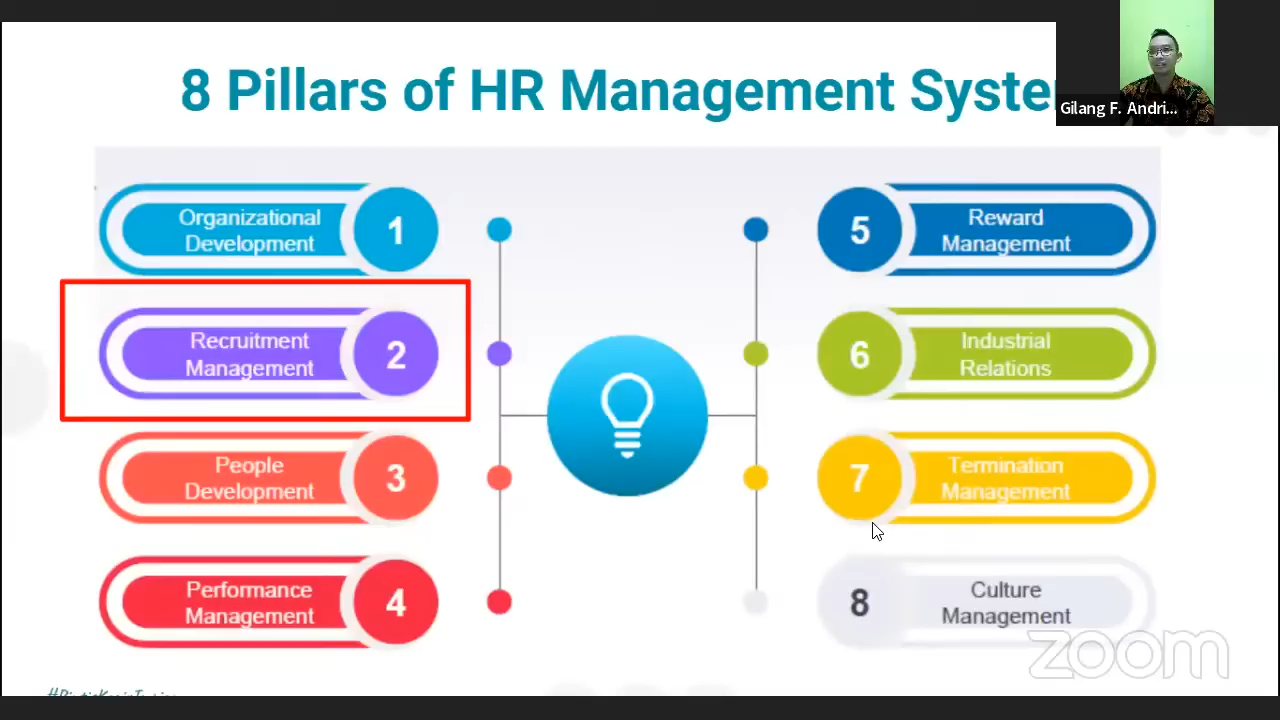 8 Pillars of HR Management Syste
Gilang F. Andri...
Organizational
Development
1
Recruitment
Management
2
People
Development
3
Performance
Management
4
5
Reward
Management
6
Industrial
Relations
7
Termination
Management
8
Culture
Management
zoom